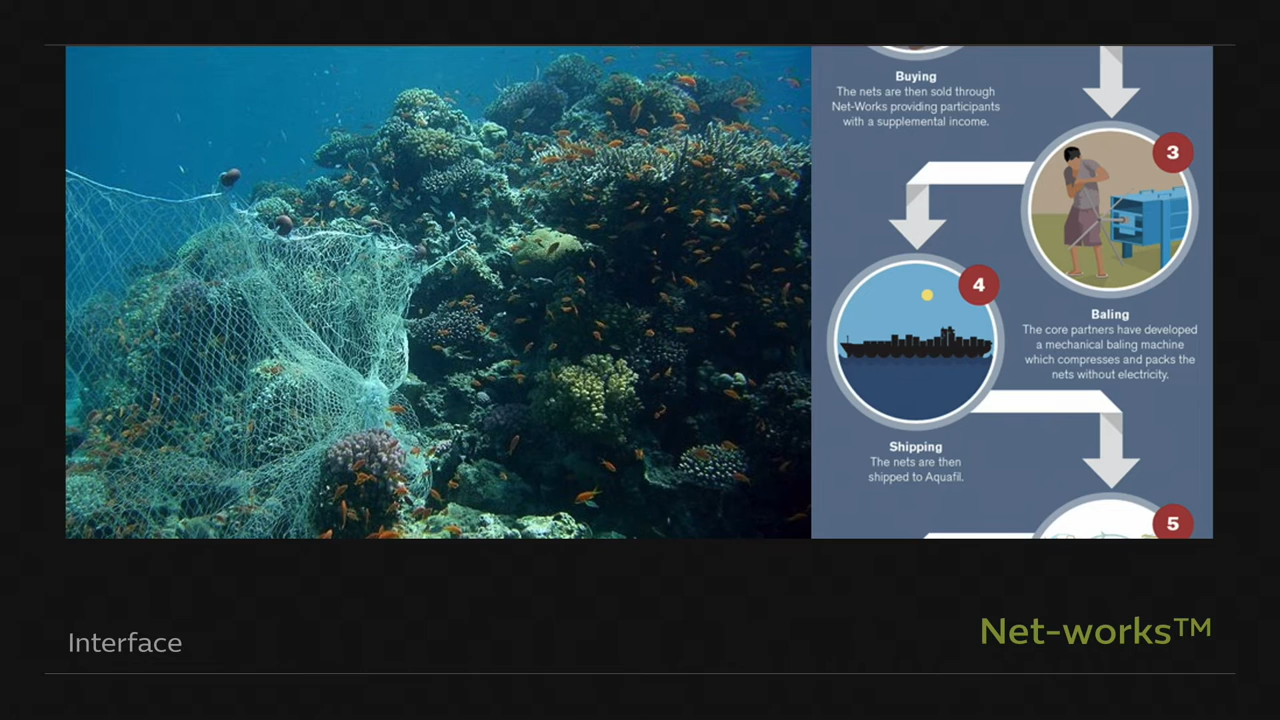 Buying
The nets are then sold through
Net-Works providing participants
with a supplemental income.
3
Baling
The core partners have developed
a mechanical baling machine
which compresses and packs the
nets without electricity.
4
Shipping
The nets are then
shipped to Aquafil.
5
Interface
Net-works™